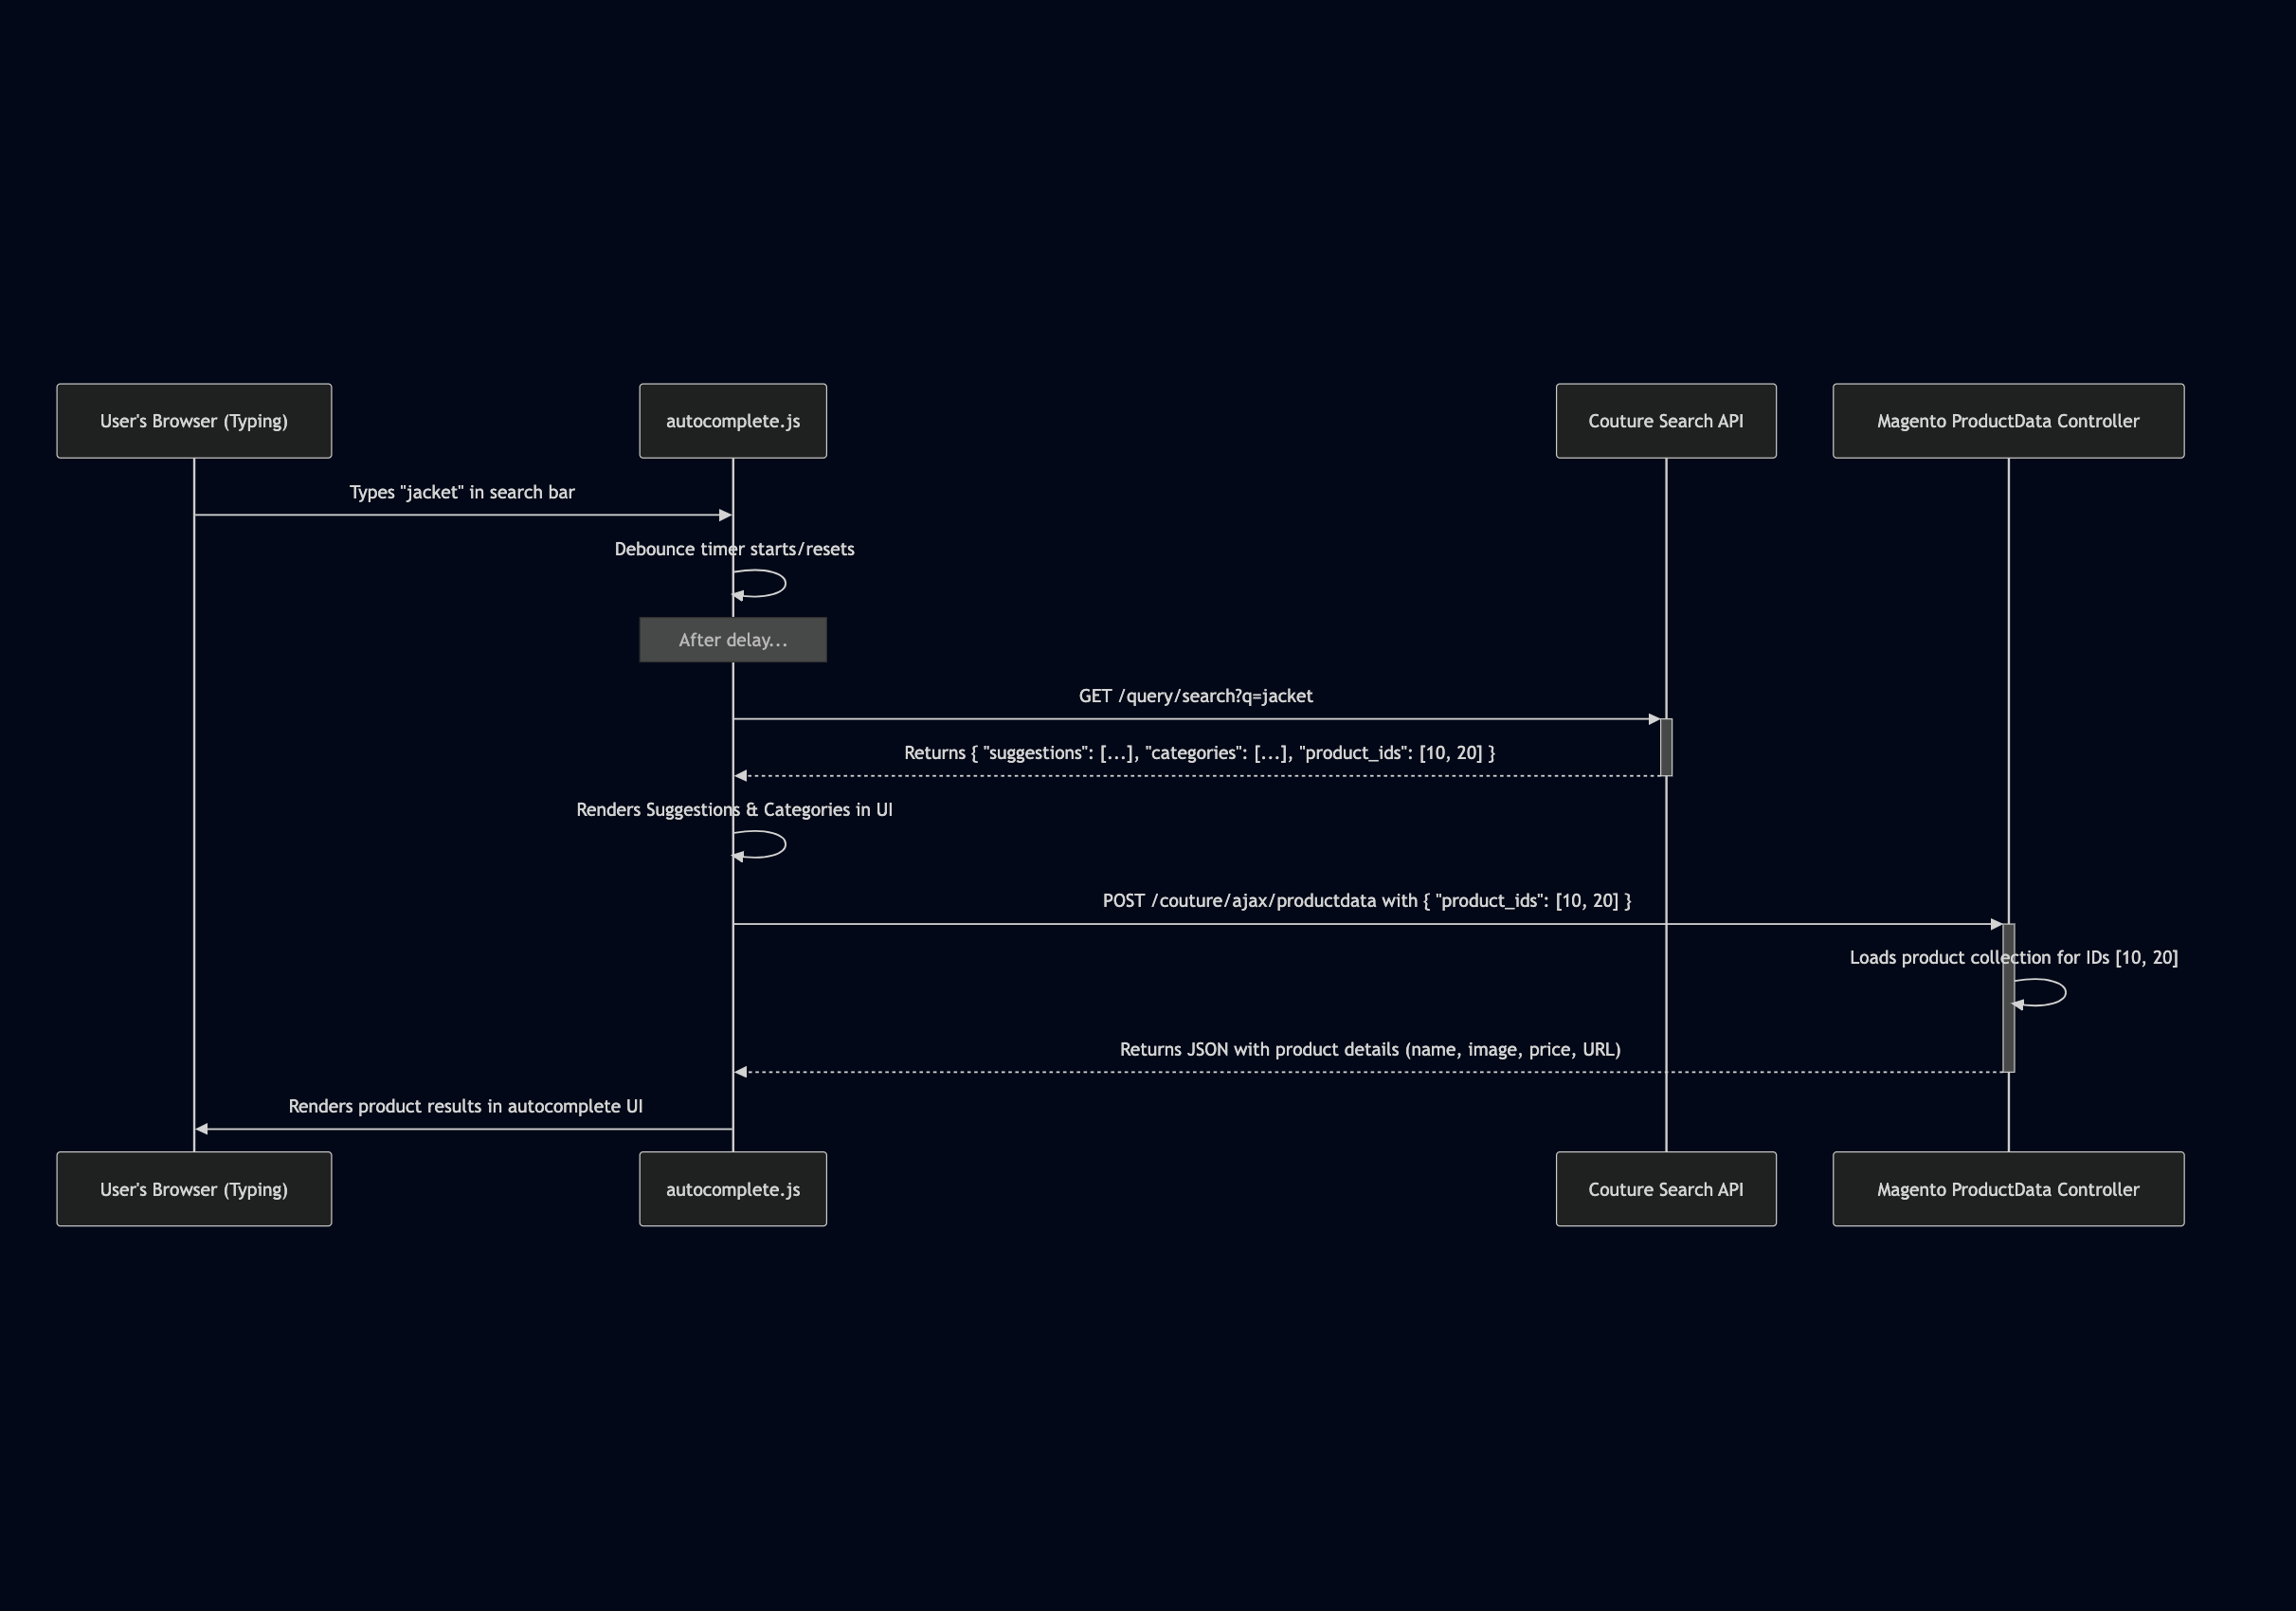 User's Browser (Typing)
autocomplete.js
Couture Search API
Magento ProductData Controller
Types "jacket" in search bar
Debounce timer starts/resets
After delay...
GET /query/search?q=jacket
Returns { "suggestions": [...], "categories": [...], "product_ids": [10, 20] }
Renders Suggestions & Categories in UI
POST /couture/ajax/productdata with { "product_ids": [10, 20] }
Loads product collection for IDs [10, 20]
Returns JSON with product details (name, image, price, URL)
Renders product results in autocomplete UI
User's Browser (Typing)
autocomplete.js
Couture Search API
Magento ProductData Controller